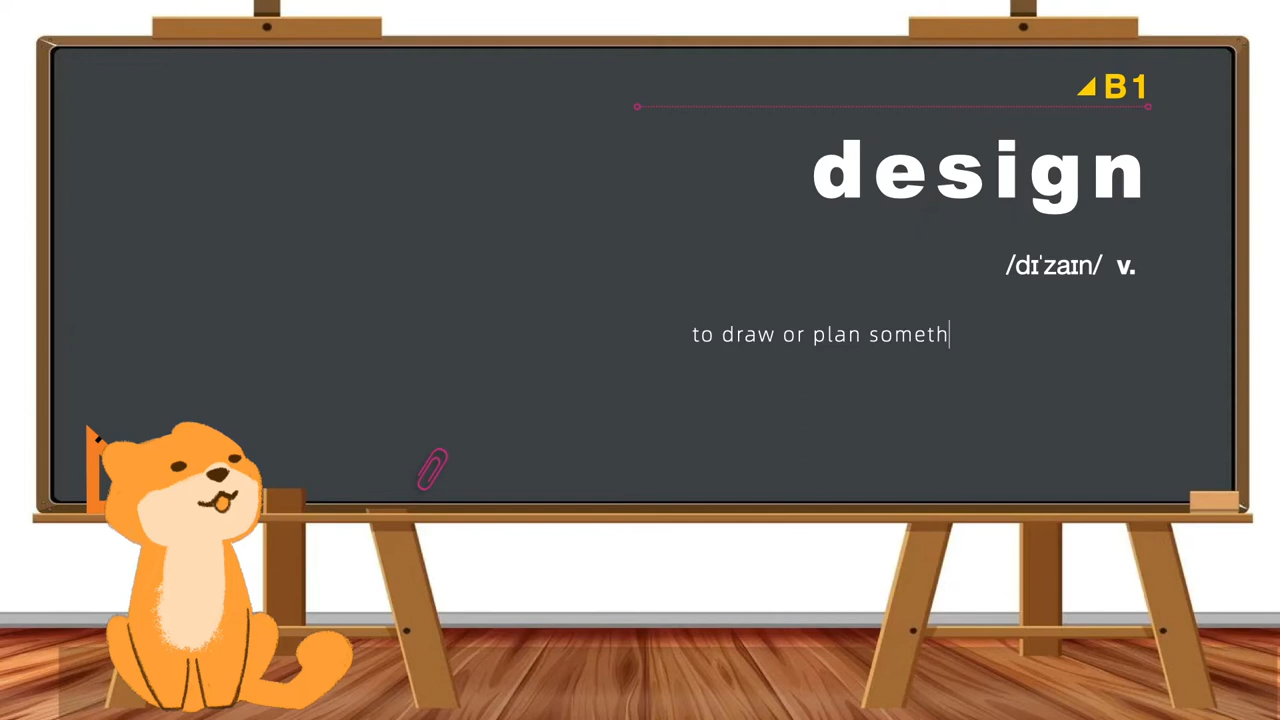 B1
design
/dɪˈzaɪn/ v.
to draw or plan someth